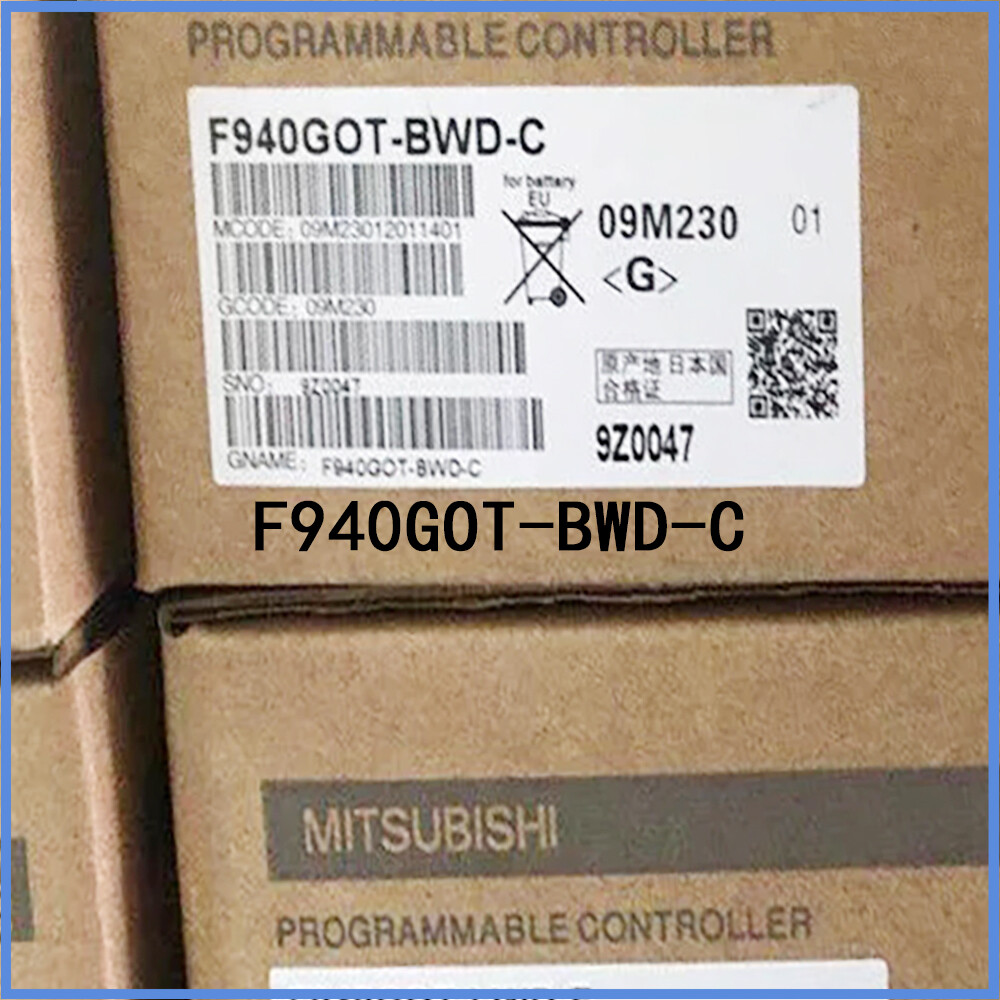 PROGRAMMABLE CONTROLLER
F940GOT-BWD-C
for battery
EU
MCODE: 09M23012011401
09M230 01
<G>
GCODE: 09M230
原产地 日本国
合格证
SNO: 9Z0047
9Z0047
GNAME: F940GOT-BWD-C
F940GOT-BWD-C
MITSUBISHI
PROGRAMMABLE CONTROLLER